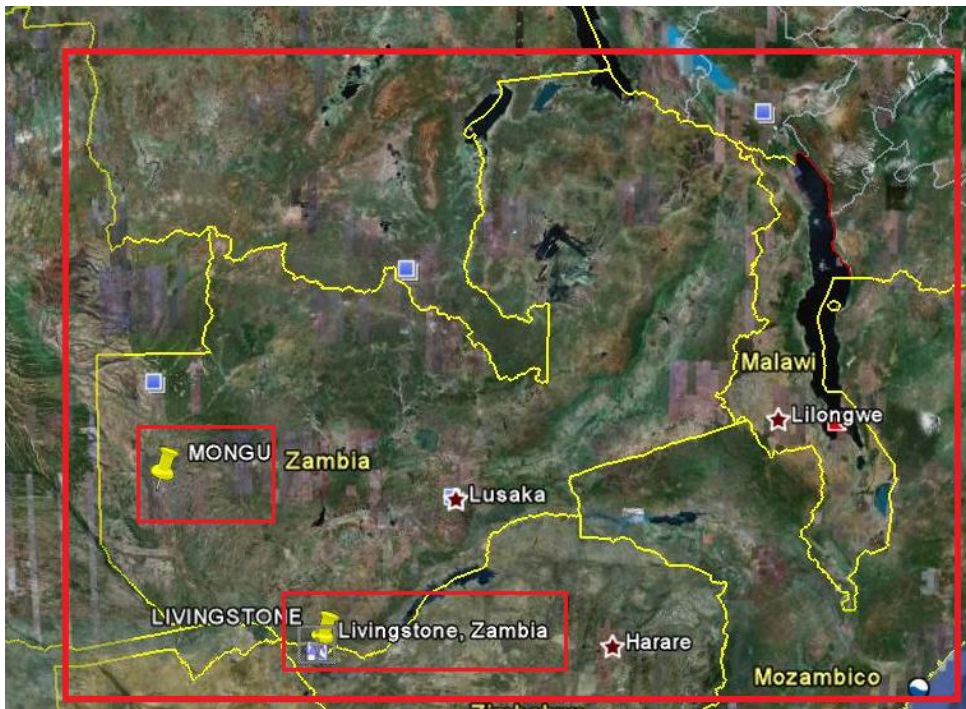 Malawi
Lilongwe
MONGU
Zambia
Lusaka
LIVINGSTONE
Livingstone, Zambia
Harare
Mozambico